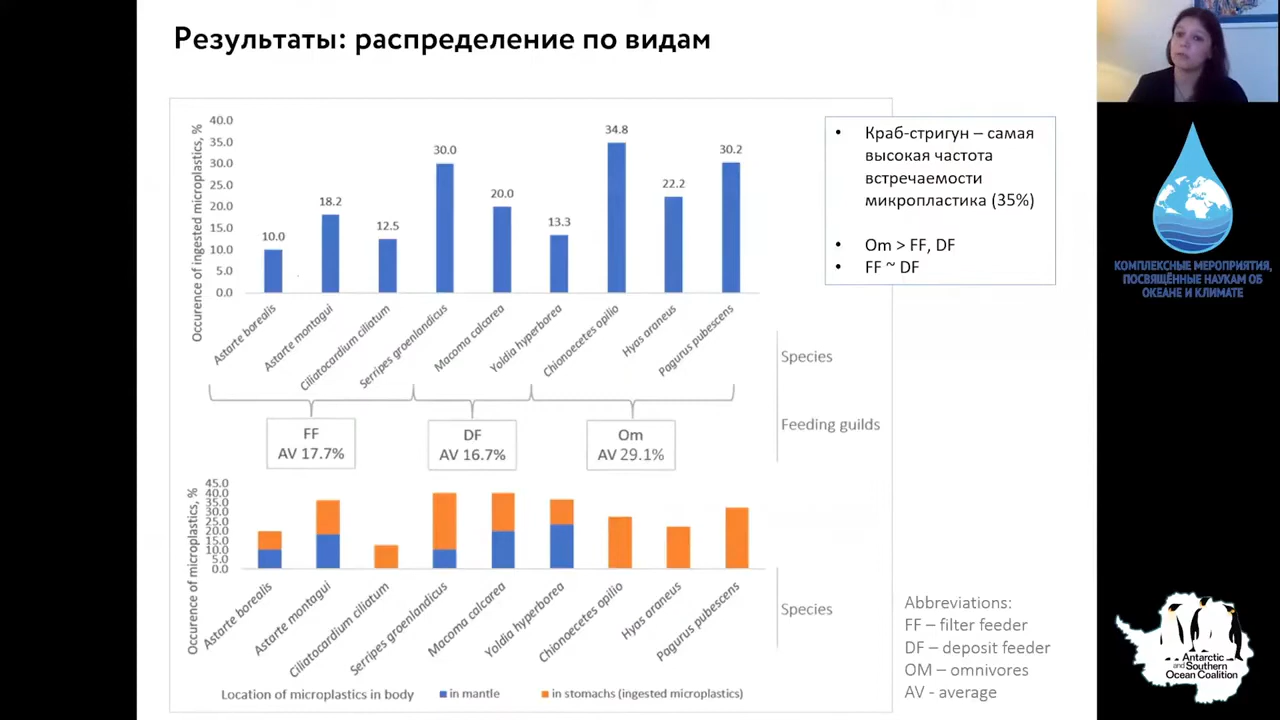 Результаты: распределение по видам
Occurence of ingested microplastics, %
40.0
35.0
30.0
25.0
20.0
15.0
10.0
5.0
0.0
10.0
18.2
12.5
30.0
20.0
13.3
34.8
22.2
30.2
Astarte borealis
Astarte montagui
Ciliatocardium ciliatum
Serripes groenlandicus
Macoma calcarea
Yoldia hyperborea
Chionoecetes opilio
Hyas araneus
Pagurus pubescens
Species
Feeding guilds
FF
AV 17.7%
DF
AV 16.7%
Om
AV 29.1%
Occurence of microplastics, %
45.0
40.0
35.0
30.0
25.0
20.0
15.0
10.0
5.0
0.0
Astarte borealis
Astarte montagui
Ciliatocardium ciliatum
Serripes groenlandicus
Macoma calcarea
Yoldia hyperborea
Chionoecetes opilio
Hyas araneus
Pagurus pubescens
Species
Location of microplastics in body
in mantle
in stomachs (ingested microplastics)
• Краб-стригун – самая
высокая частота
встречаемости
микропластика (35%)
• Om > FF, DF
• FF ~ DF
Abbreviations:
FF – filter feeder
DF – deposit feeder
OM – omnivores
AV - average
КОМПЛЕКСНЫЕ МЕРОПРИЯТИЯ,
ПОСВЯЩЁННЫЕ НАУКАМ ОБ
ОКЕАНЕ И КЛИМАТЕ
Antarctic
and Southern
Ocean Coalition